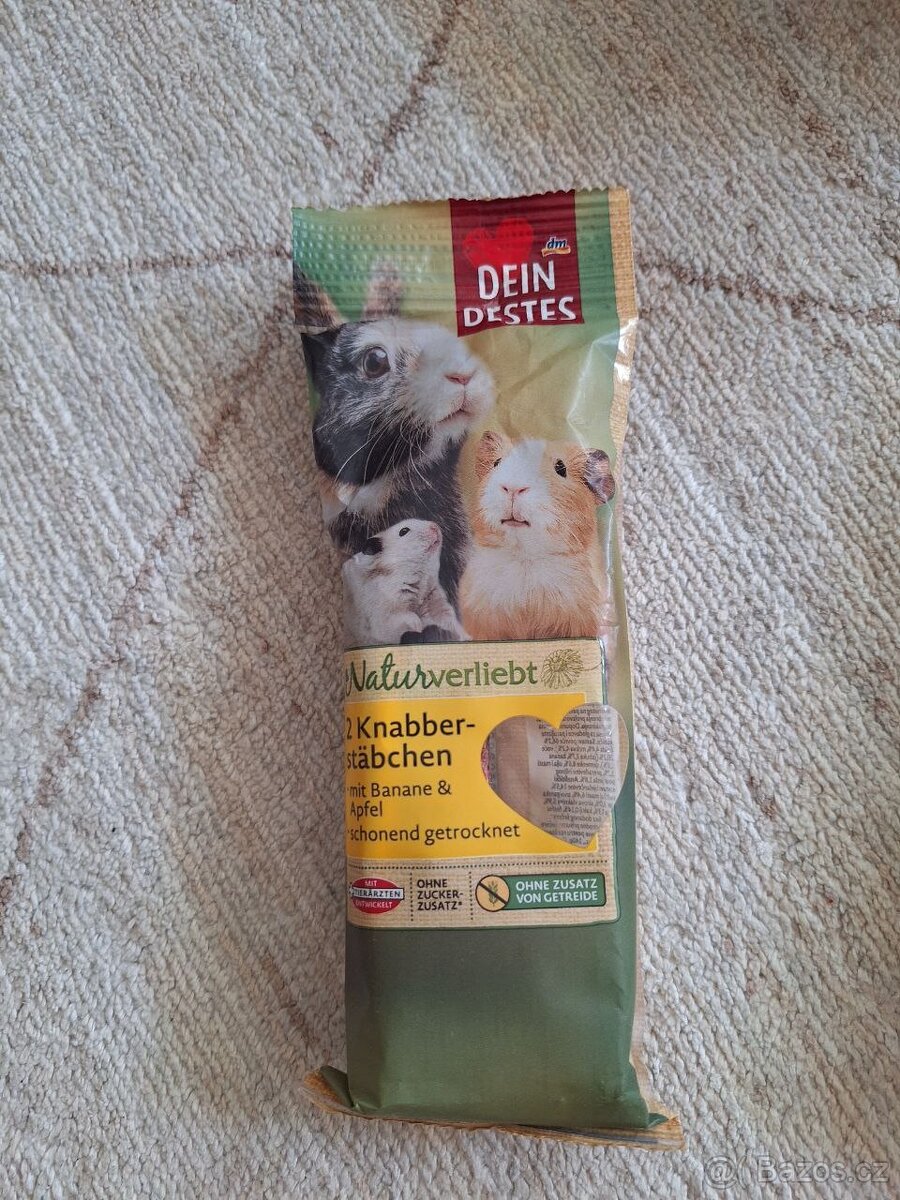 dm
DEIN
BESTES
Naturverliebt
2 Knabber-
stäbchen
- mit Banane &
Apfel
- schonend getrocknet
MIT
TIERÄRZTEN
ENTWICKELT
OHNE
ZUCKER-
ZUSATZ*
OHNE ZUSATZ
VON GETREIDE
@ Bazos.cz